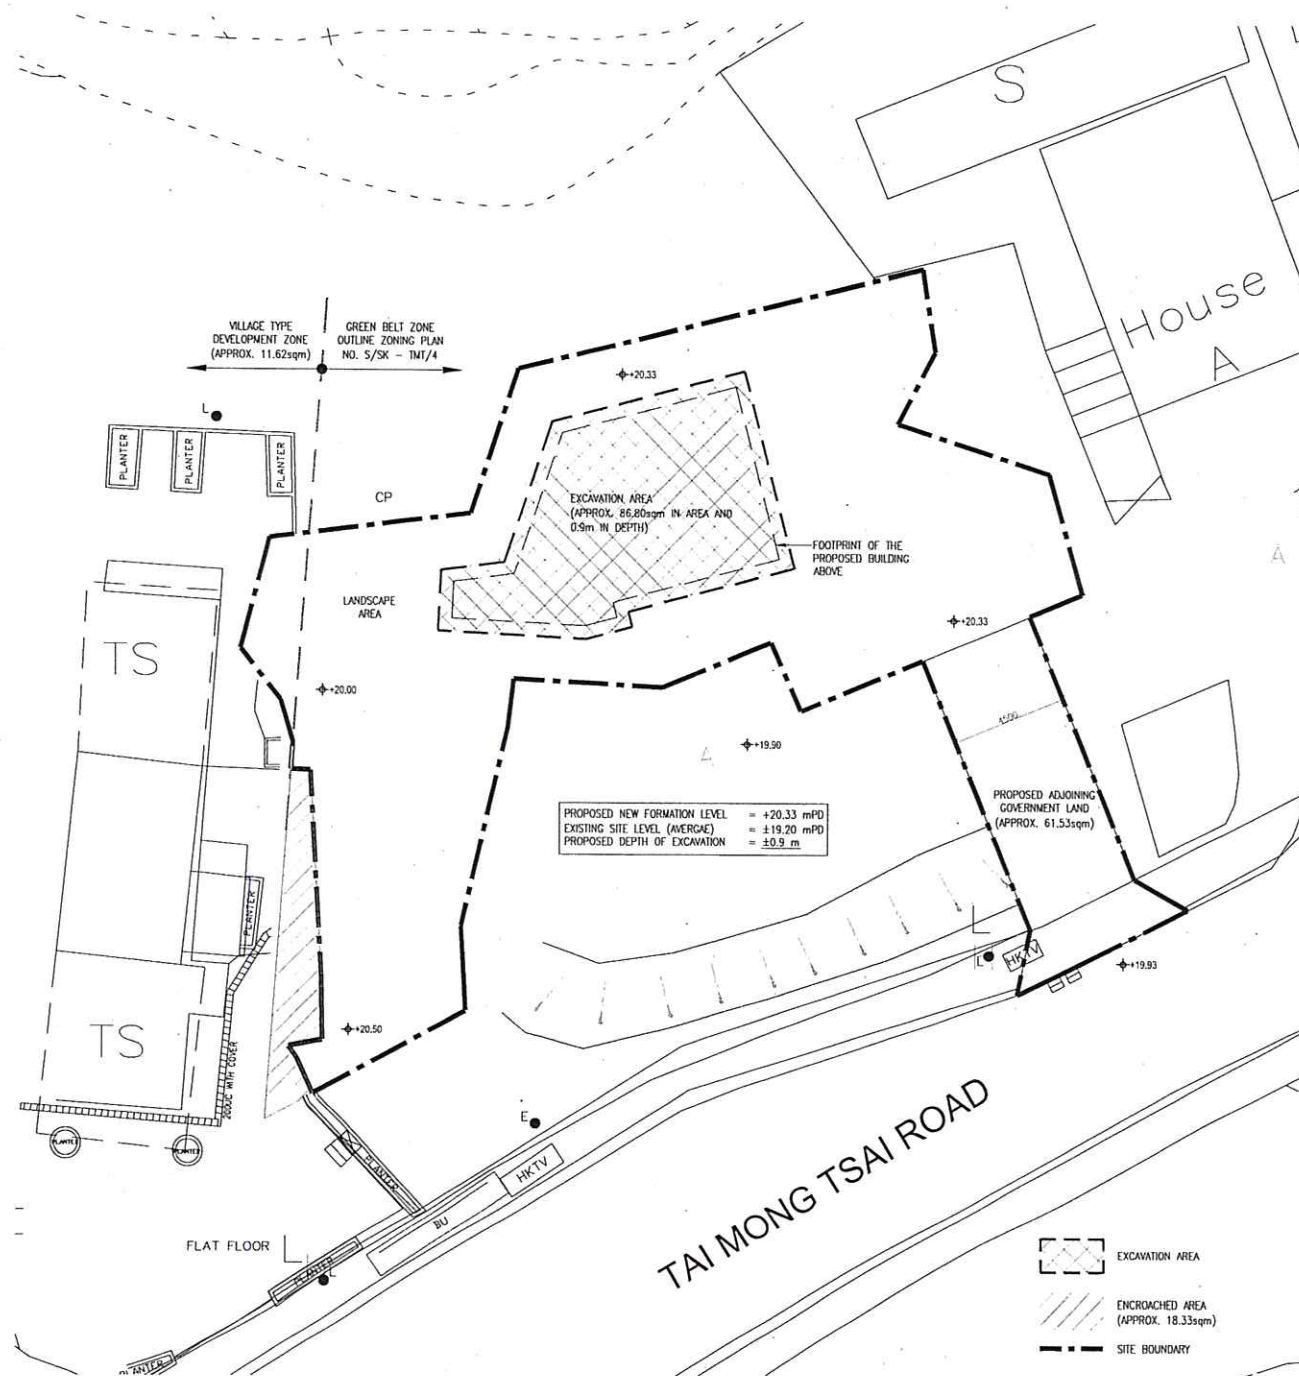 S
House
A
VILLAGE TYPE
DEVELOPMENT ZONE
(APPROX. 11.62sqm)
GREEN BELT ZONE
OUTLINE ZONING PLAN
NO. S/SK - TMT/4
L
+20.33
PLANTER
PLANTER
PLANTER
CP
EXCAVATION AREA
(APPROX. 86.80sqm IN AREA AND
0.9m IN DEPTH)
FOOTPRINT OF THE
PROPOSED BUILDING
ABOVE
A
LANDSCAPE
AREA
+20.33
TS
+20.00
4500
+19.90
A
PROPOSED ADJOINING
GOVERNMENT LAND
(APPROX. 61.53sqm)
PROPOSED NEW FORMATION LEVEL = +20.33 mPD
EXISTING SITE LEVEL (AVERGAE) = ±19.20 mPD
PROPOSED DEPTH OF EXCAVATION = ±0.9 m
PLANTER
L
HKTV
+19.93
TS
+20.50
200UC WITH COVER
E
PLANTER
PLANTER
PLANTER
HKTV
BU
TAI MONG TSAI ROAD
FLAT FLOOR
PLANTER
L
PLANTER
EXCAVATION AREA
ENCROACHED AREA
(APPROX. 18.33sqm)
SITE BOUNDARY